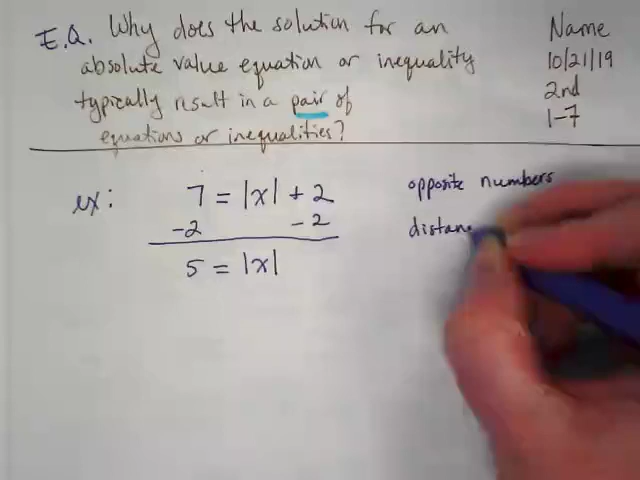 E.Q. Why does the solution for an
absolute value equation or inequality
typically result in a pair of
equations or inequalities?
Name
10/21/19
2nd
1-7
ex: 7 = |x| + 2
-2 -2
5 = |x|
opposite numbers
distan